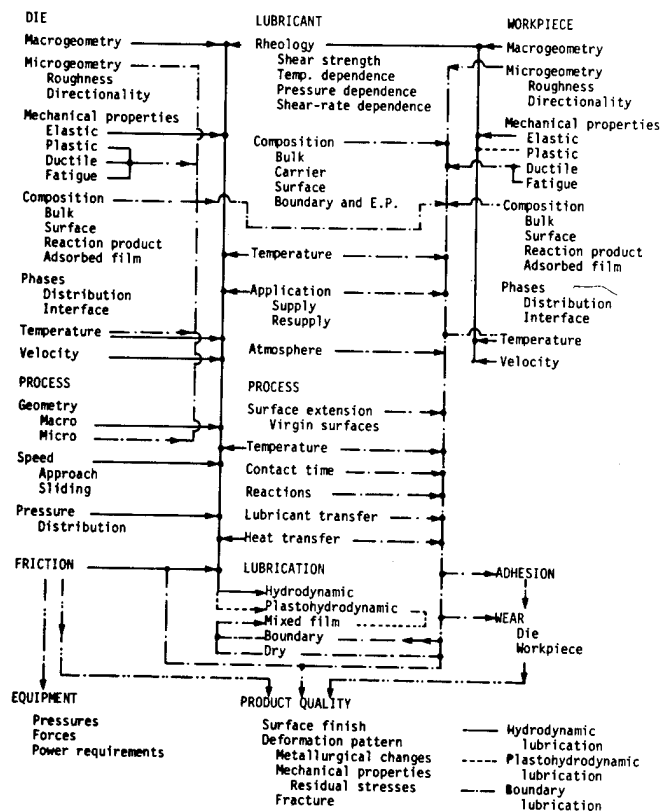 DIE
Macrogeometry
Microgeometry
Roughness
Directionality
Mechanical properties
Elastic
Plastic
Ductile
Fatigue
Composition
Bulk
Surface
Reaction product
Adsorbed film
Phases
Distribution
Interface
Temperature
Velocity
PROCESS
Geometry
Macro
Micro
Speed
Approach
Sliding
Pressure
Distribution
FRICTION
EQUIPMENT
Pressures
Forces
Power requirements
LUBRICANT
Rheology
Shear strength
Temp. dependence
Pressure dependence
Shear-rate dependence
Composition
Bulk
Carrier
Surface
Boundary and E.P.
Temperature
Application
Supply
Resupply
Atmosphere
PROCESS
Surface extension
Virgin surfaces
Temperature
Contact time
Reactions
Lubricant transfer
Heat transfer
LUBRICATION
Hydrodynamic
Plastohydrodynamic
Mixed film
Boundary
Dry
PRODUCT QUALITY
Surface finish
Deformation pattern
Metallurgical changes
Mechanical properties
Residual stresses
Fracture
WORKPIECE
Macrogeometry
Microgeometry
Roughness
Directionality
Mechanical properties
Elastic
Plastic
Ductile
Fatigue
Composition
Bulk
Surface
Reaction product
Adsorbed film
Phases
Distribution
Interface
Temperature
Velocity
ADHESION
WEAR
Die
Workpiece
Hydrodynamic
lubrication
Plastohydrodynamic
lubrication
Boundary
lubrication